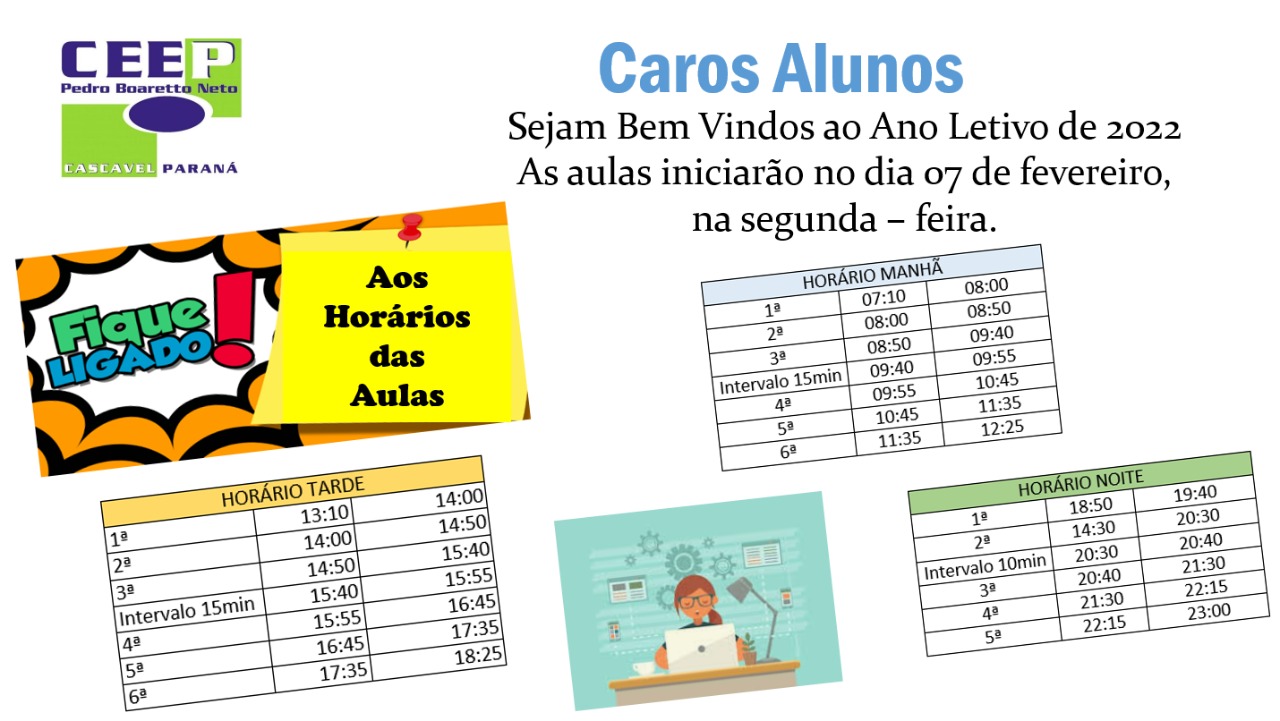 CEEP
Pedro Boaretto Neto
CASCAVEL PARANÁ
Caros Alunos
Sejam Bem Vindos ao Ano Letivo de 2022
As aulas iniciarão no dia 07 de fevereiro,
na segunda – feira.
Fique
LIGADO!
Aos
Horários
das
Aulas
HORÁRIO MANHÃ
1ª 07:10 08:00
2ª 08:00 08:50
3ª 08:50 09:40
Intervalo 15min 09:40 09:55
4ª 09:55 10:45
5ª 10:45 11:35
6ª 11:35 12:25
HORÁRIO TARDE
1ª 13:10 14:00
2ª 14:00 14:50
3ª 14:50 15:40
Intervalo 15min 15:40 15:55
4ª 15:55 16:45
5ª 16:45 17:35
6ª 17:35 18:25
HORÁRIO NOITE
1ª 18:50 19:40
2ª 14:30 20:30
Intervalo 10min 20:30 20:40
3ª 20:40 21:30
4ª 21:30 22:15
5ª 22:15 23:00